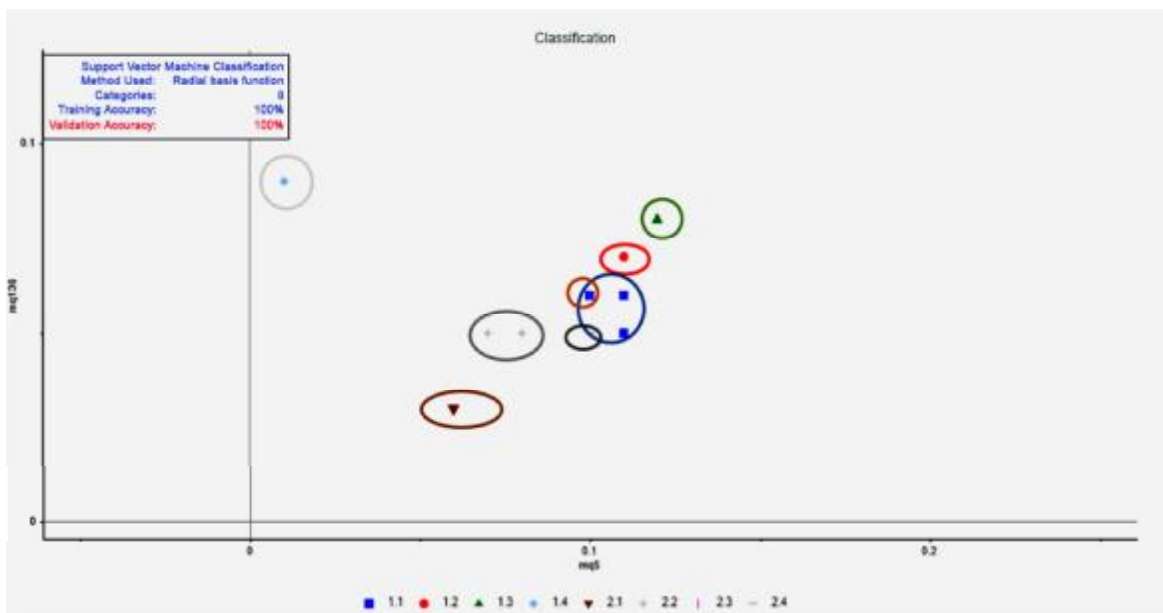 Classification
Support Vector Machine Classification
Method Used: Radial basis function
Categories: 8
Training Accuracy: 100%
Validation Accuracy: 100%
0.1
mq136
0
0 0.1 0.2
mq5
1.1 1.2 1.3 1.4 2.1 2.2 2.3 2.4